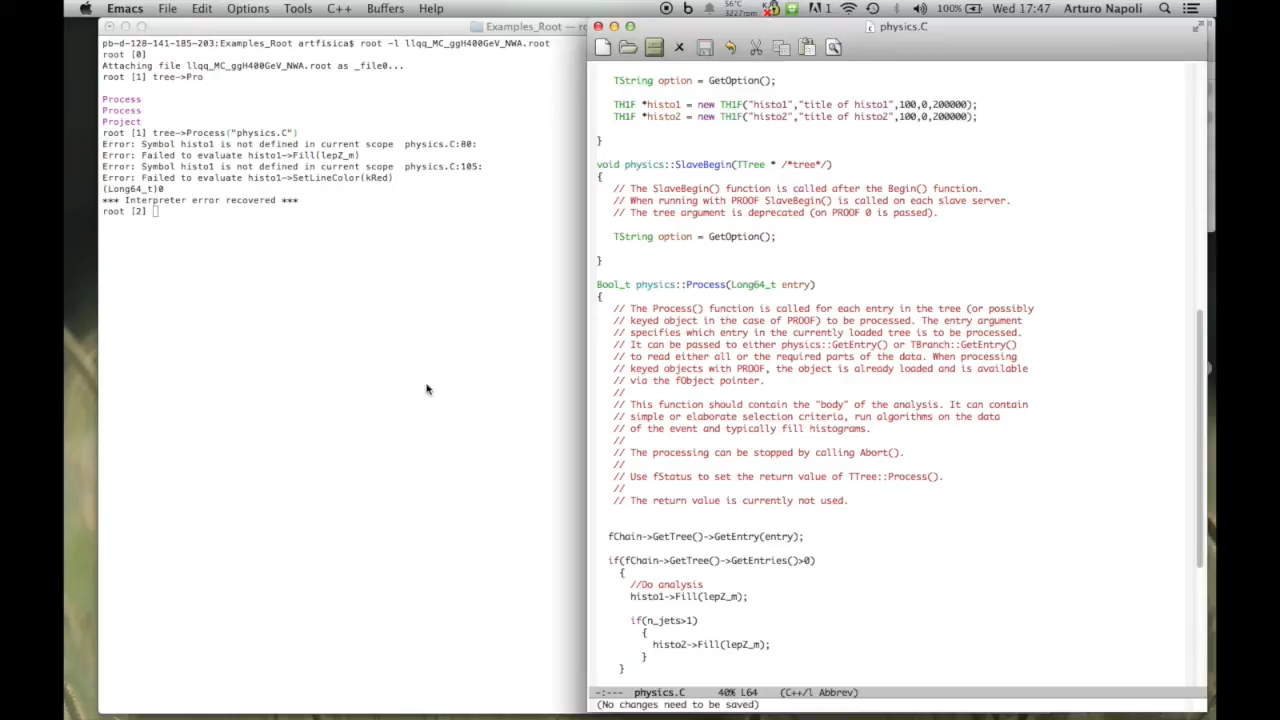 Emacs File Edit Options Tools C++ Buffers Help
56°C
3227rpm
1
100%
Wed 17:47 Arturo Napoli
Examples_Root — ro
pb-d-128-141-185-203:Examples_Root artfisica$ root -l llqq_MC_ggH400GeV_NWA.root
root [0]
Attaching file llqq_MC_ggH400GeV_NWA.root as _file0...
root [1] tree->Pro
Process
Process
Project
root [1] tree->Process("physics.C")
Error: Symbol histo1 is not defined in current scope  physics.C:80:
Error: Failed to evaluate histo1->Fill(lepZ_m)
Error: Symbol histo1 is not defined in current scope  physics.C:105:
Error: Failed to evaluate histo1->SetLineColor(kRed)
(Long64_t)0
*** Interpreter error recovered ***
root [2]
physics.C
TString option = GetOption();
TH1F *histo1 = new TH1F("histo1","title of histo1",100,0,200000);
TH1F *histo2 = new TH1F("histo2","title of histo2",100,0,200000);
}
void physics::SlaveBegin(TTree * /*tree*/)
{
// The SlaveBegin() function is called after the Begin() function.
// When running with PROOF SlaveBegin() is called on each slave server.
// The tree argument is deprecated (on PROOF 0 is passed).
TString option = GetOption();
}
Bool_t physics::Process(Long64_t entry)
{
// The Process() function is called for each entry in the tree (or possibly
// keyed object in the case of PROOF) to be processed. The entry argument
// specifies which entry in the currently loaded tree is to be processed.
// It can be passed to either physics::GetEntry() or TBranch::GetEntry()
// to read either all or the required parts of the data. When processing
// keyed objects with PROOF, the object is already loaded and is available
// via the fObject pointer.
//
// This function should contain the "body" of the analysis. It can contain
// simple or elaborate selection criteria, run algorithms on the data
// of the event and typically fill histograms.
//
// The processing can be stopped by calling Abort().
//
// Use fStatus to set the return value of TTree::Process().
//
// The return value is currently not used.
fChain->GetTree()->GetEntry(entry);
if(fChain->GetTree()->GetEntries()>0)
{
//Do analysis
histo1->Fill(lepZ_m);
if(n_jets>1)
{
histo2->Fill(lepZ_m);
}
}
-:--- physics.C 40% L64 (C++/l Abbrev)
(No changes need to be saved)